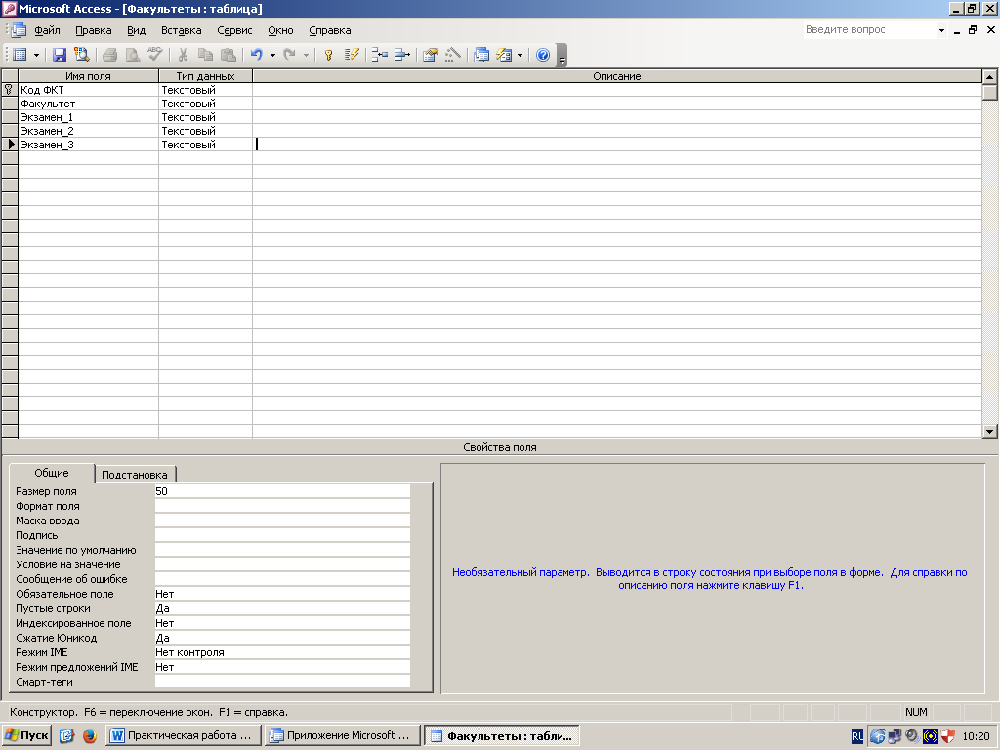 Microsoft Access - [Факультеты : таблица]
Файл Правка Вид Вставка Сервис Окно Справка Введите вопрос
Имя поля Тип данных Описание
Код ФКТ Текстовый
Факультет Текстовый
Экзамен_1 Текстовый
Экзамен_2 Текстовый
Экзамен_3 Текстовый
Свойства поля
Общие Подстановка
Размер поля 50
Формат поля
Маска ввода
Подпись
Значение по умолчанию
Условие на значение
Сообщение об ошибке
Обязательное поле Нет
Пустые строки Да
Индексированное поле Нет
Сжатие Юникод Да
Режим IME Нет контроля
Режим предложений IME Нет
Смарт-теги
Необязательный параметр. Выводится в строку состояния при выборе поля в форме. Для справки по
описанию поля нажмите клавишу F1.
Конструктор. F6 = переключение окон. F1 = справка. NUM
Пуск Практическая работа ... Приложение Microsoft ... Факультеты : табли... RL 10:20